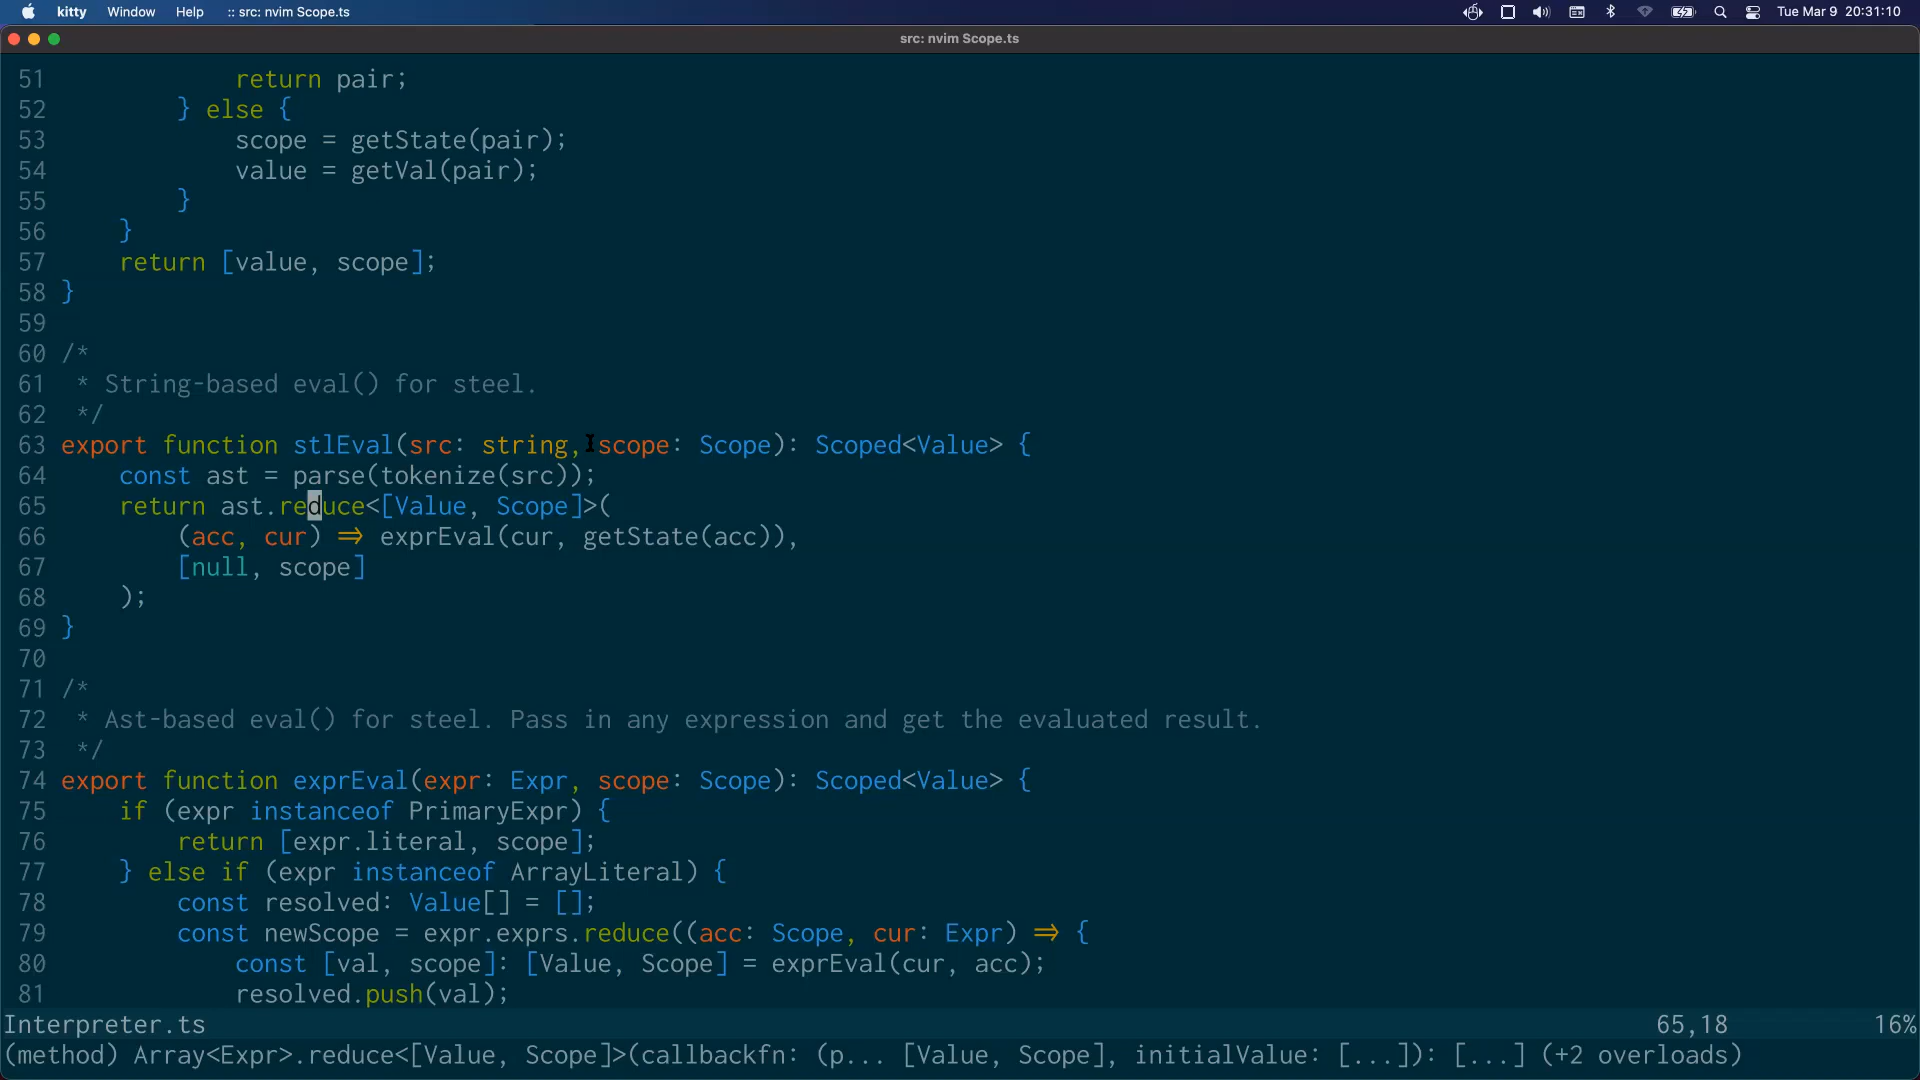 kitty Window Help :: src: nvim Scope.ts Tue Mar 9 20:31:10
src: nvim Scope.ts
51             return pair;
52         } else {
53             scope = getState(pair);
54             value = getVal(pair);
55         }
56     }
57     return [value, scope];
58 }
59
60 /*
61  * String-based eval() for steel.
62  */
63 export function stlEval(src: string, scope: Scope): Scoped<Value> {
64     const ast = parse(tokenize(src));
65     return ast.reduce<[Value, Scope]>(
66         (acc, cur) => exprEval(cur, getState(acc)),
67         [null, scope]
68     );
69 }
70
71 /*
72  * Ast-based eval() for steel. Pass in any expression and get the evaluated result.
73  */
74 export function exprEval(expr: Expr, scope: Scope): Scoped<Value> {
75     if (expr instanceof PrimaryExpr) {
76         return [expr.literal, scope];
77     } else if (expr instanceof ArrayLiteral) {
78         const resolved: Value[] = [];
79         const newScope = expr.exprs.reduce((acc: Scope, cur: Expr) => {
80             const [val, scope]: [Value, Scope] = exprEval(cur, acc);
81             resolved.push(val);
Interpreter.ts 65,18 16%
(method) Array<Expr>.reduce<[Value, Scope]>(callbackfn: (p... [Value, Scope], initialValue: [...]): [...] (+2 overloads)